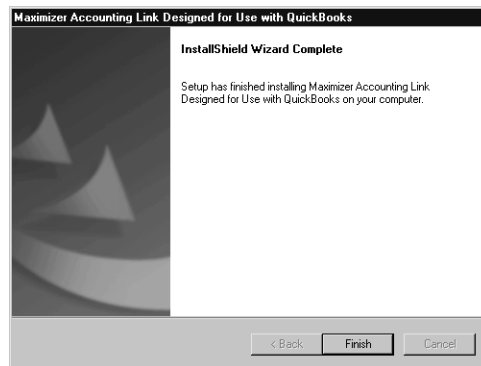 Maximizer Accounting Link Designed for Use with QuickBooks
InstallShield Wizard Complete
Setup has finished installing Maximizer Accounting Link
Designed for Use with QuickBooks on your computer.
< Back
Finish
Cancel